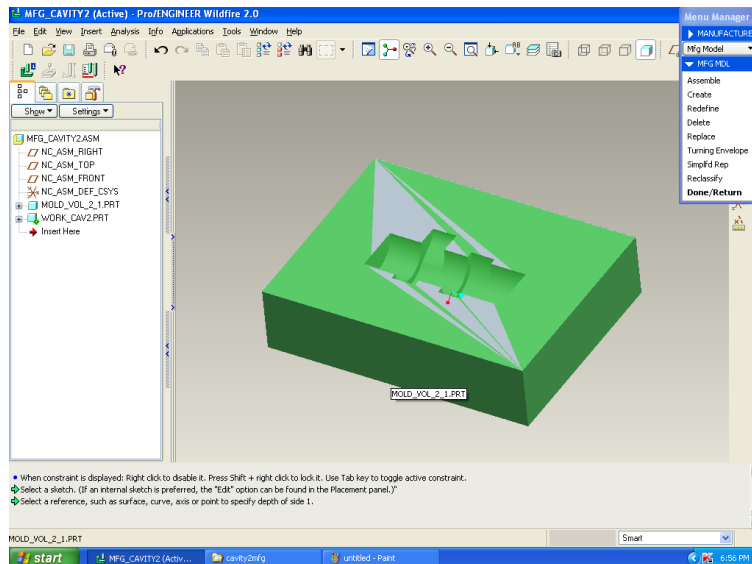 MFG_CAVITY2 (Active) - Pro/ENGINEER Wildfire 2.0
File Edit View Insert Analysis Info Applications Tools Window Help
Menu Manager
MANUFACTURE
Mfg Model
MFG MDL
Assemble
Create
Redefine
Delete
Replace
Turning Envelope
Simplfd Rep
Reclassify
Done/Return
Show Settings
MFG_CAVITY2.ASM
NC_ASM_RIGHT
NC_ASM_TOP
NC_ASM_FRONT
NC_ASM_DEF_CSYS
MOLD_VOL_2_1.PRT
WORK_CAV2.PRT
Insert Here
MOLD_VOL_2_1.PRT
• When constraint is displayed: Right click to disable it. Press Shift + right click to lock it. Use Tab key to toggle active constraint.
Select a sketch. (If an internal sketch is preferred, the "Edit" option can be found in the Placement panel.)"
Select a reference, such as surface, curve, axis or point to specify depth of side 1.
MOLD_VOL_2_1.PRT
Smart
start MFG_CAVITY2 (Activ... cavity2mfg untitled - Paint 6:56 PM